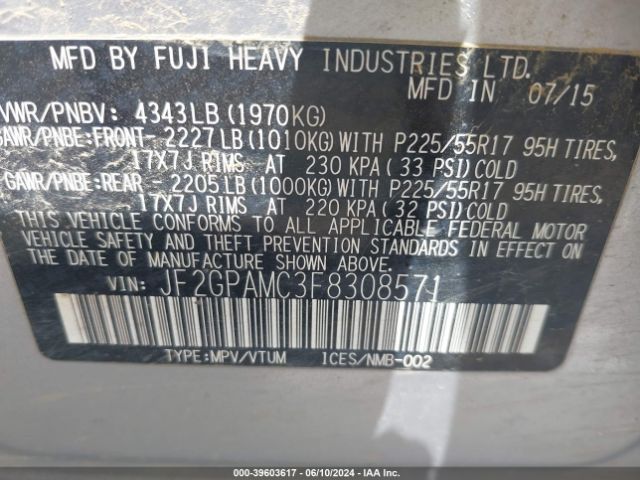 MFD BY FUJI HEAVY INDUSTRIES LTD.
MFD IN 07/15
VWR/PNBV: 4343LB(1970KG)
GAWR/PNBE:FRONT- 2227LB(1010KG)WITH P225/55R17 95H TIRES,
17X7J RIMS AT 230 KPA(33 PSI)COLD
GAWR/PNBE:REAR - 2205LB(1000KG)WITH P225/55R17 95H TIRES,
17X7J RIMS AT 220 KPA(32 PSI)COLD
THIS VEHICLE CONFORMS TO ALL APPLICABLE FEDERAL MOTOR
VEHICLE SAFETY AND THEFT PREVENTION STANDARDS IN EFFECT ON
THE DATE OF MANUFACTURE SHOWN ABOVE.
VIN: JF2GPAMC3F8308571
TYPE:MPV/VTUM ICES/NMB-002
000-39603617 - 06/10/2024 - IAA Inc.